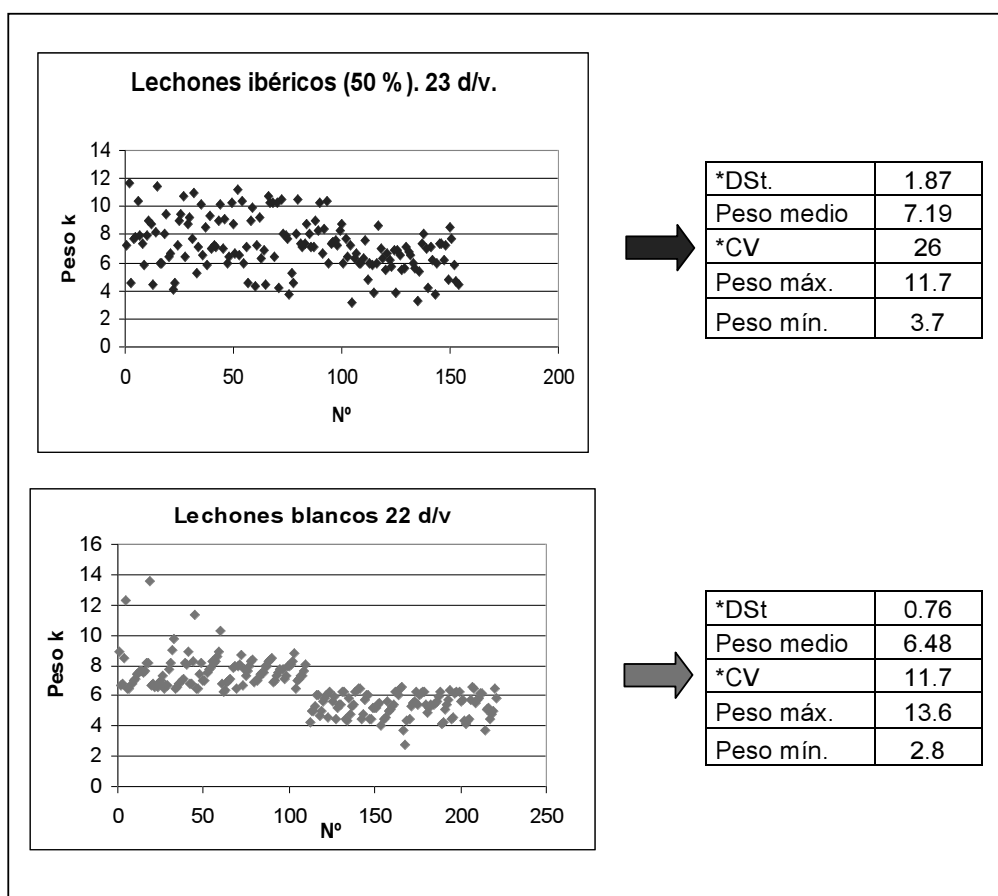 Lechones ibéricos (50 %). 23 d/v.
14
12
10
8
6
4
2
0
Peso k
0 50 100 150 200
Nº
*DSt. 1.87
Peso medio 7.19
*CV 26
Peso máx. 11.7
Peso mín. 3.7
Lechones blancos 22 d/v
16
14
12
10
8
6
4
2
0
Peso k
0 50 100 150 200 250
Nº
*DSt 0.76
Peso medio 6.48
*CV 11.7
Peso máx. 13.6
Peso mín. 2.8